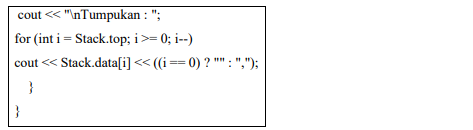 cout << "\nTumpukan : ";
for (int i = Stack.top; i >= 0; i--)
cout << Stack.data[i] << ((i == 0) ? "" : ",");
}
}